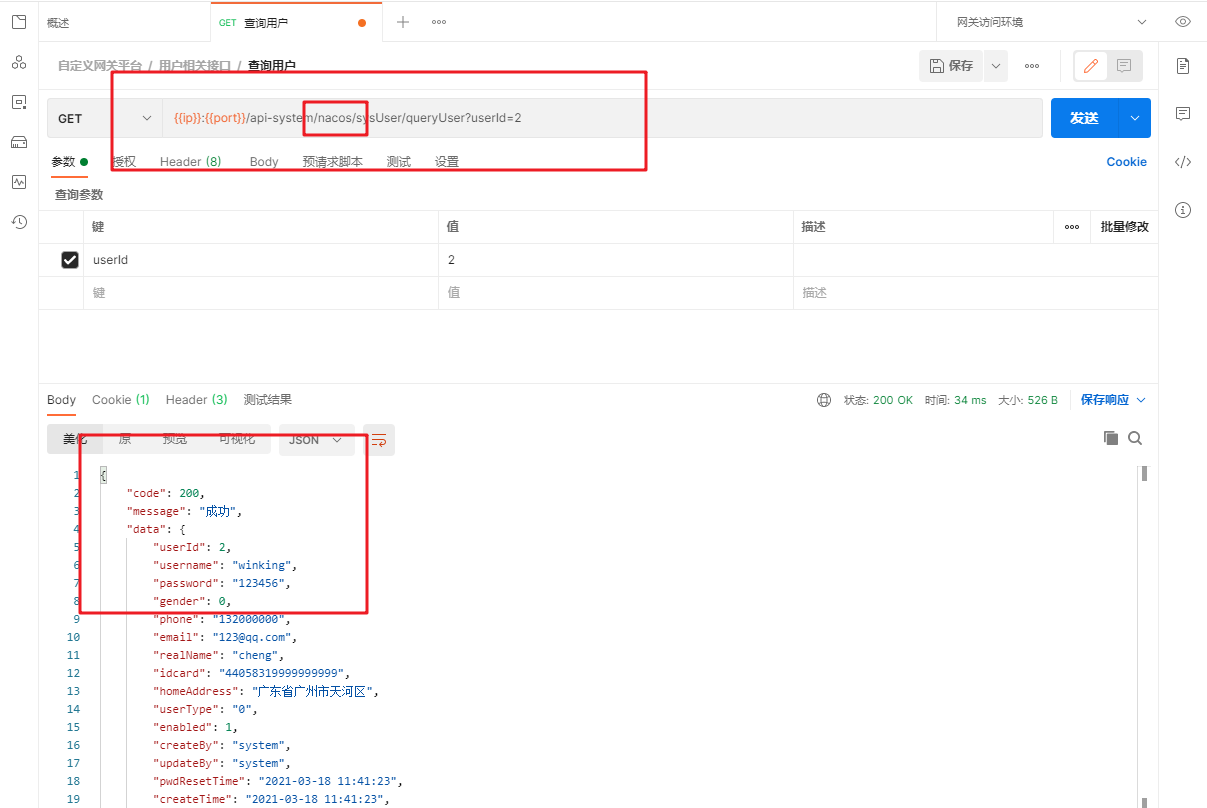 概述
GET 查询用户
网关访问环境
自定义网关平台 / 用户相关接口 / 查询用户
保存
GET
{{ip}}:{{port}}/api-system/nacos/sysUser/queryUser?userId=2
发送
参数 授权 Header (8) Body 预请求脚本 测试 设置
Cookie
查询参数
键 值 描述 批量修改
userId 2
键 值 描述
Body Cookie (1) Header (3) 测试结果
状态: 200 OK 时间: 34 ms 大小: 526 B 保存响应
美化 原 预览 可视化 JSON
1 {
2 "code": 200,
3 "message": "成功",
4 "data": {
5 "userId": 2,
6 "username": "winking",
7 "password": "123456",
8 "gender": 0,
9 "phone": "132000000",
10 "email": "123@qq.com",
11 "realName": "cheng",
12 "idcard": "44058319999999999",
13 "homeAddress": "广东省广州市天河区",
14 "userType": "0",
15 "enabled": 1,
16 "createBy": "system",
17 "updateBy": "system",
18 "pwdResetTime": "2021-03-18 11:41:23",
19 "createTime": "2021-03-18 11:41:23",